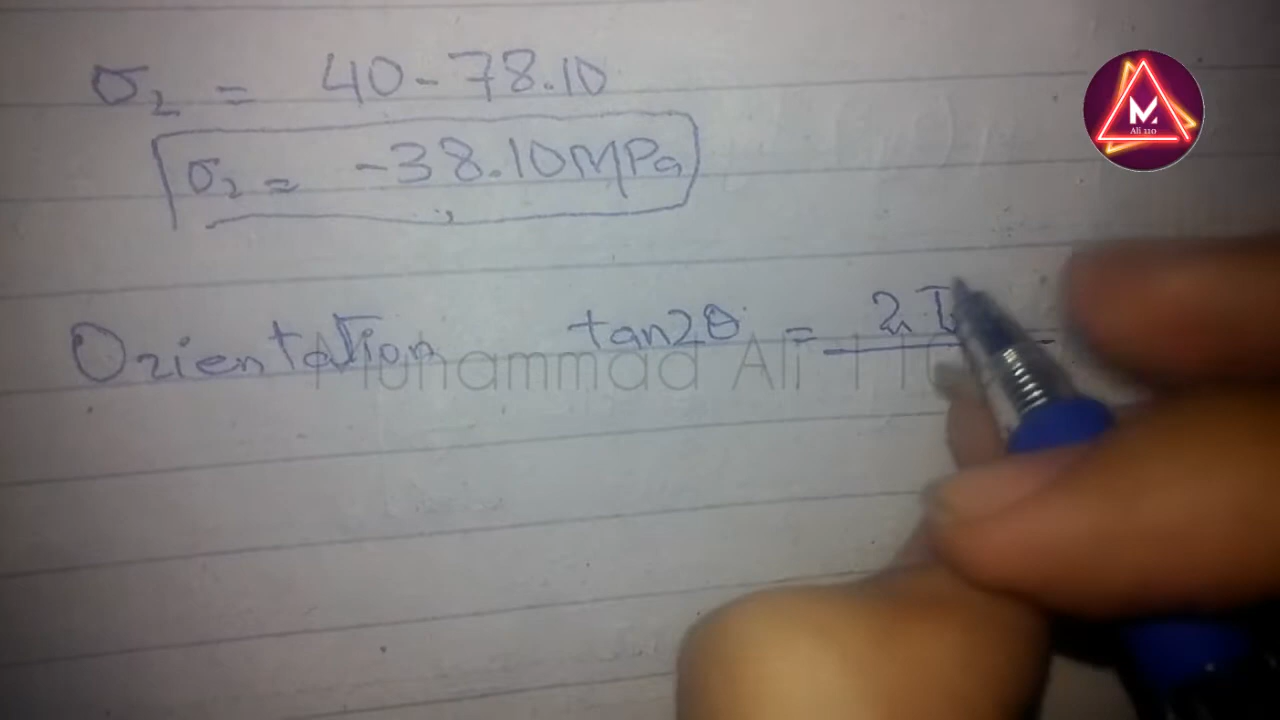 σ₂ = 40 - 78.10
σ₂ = -38.10MPa
Orientation tan2θ = 2τ
Muhammad Ali 110
M
Ali 110